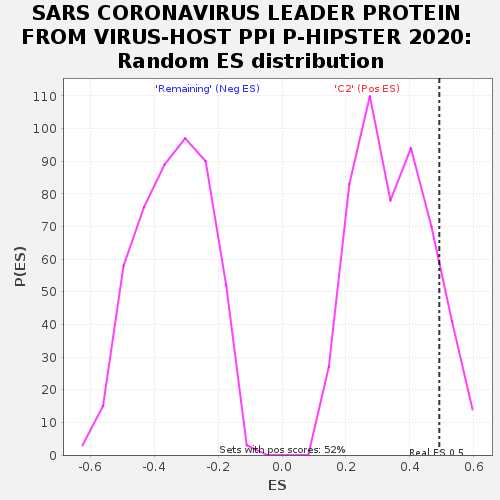 SARS CORONAVIRUS LEADER PROTEIN
FROM VIRUS-HOST PPI P-HIPSTER 2020:
Random ES distribution
'Remaining' (Neg ES)
'C2' (Pos ES)
110
100
90
80
70
60
50
40
30
20
10
0
P(ES)
Sets with pos scores: 52%
Real ES 0.5
-0.6
-0.4
-0.2
0.0
0.2
0.4
0.6
ES